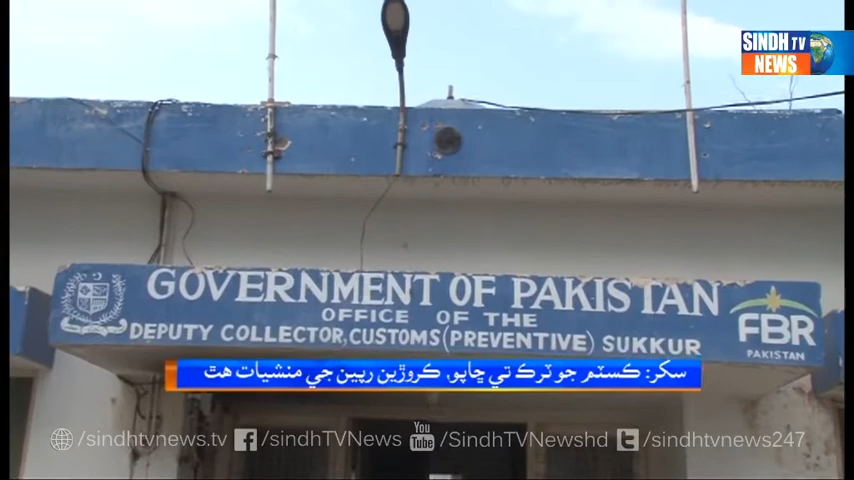 SINDH TV
NEWS
GOVERNMENT OF PAKISTAN
OFFICE OF THE
DEPUTY COLLECTOR, CUSTOMS (PREVENTIVE) SUKKUR
FBR
PAKISTAN
سکر: ڪسٽم جو ٽرڪ تي ڇاپو، ڪروڙين رپين جي منشيات هٿ
/sindhtvnews.tv
/sindhTVNews
You Tube
/SindhTVNewshd
/sindhtvnews247